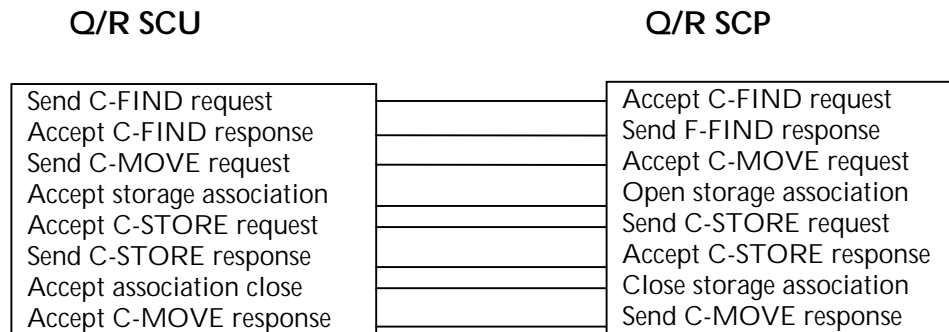 Q/R SCU
Q/R SCP
Send C-FIND request
Accept C-FIND response
Send C-MOVE request
Accept storage association
Accept C-STORE request
Send C-STORE response
Accept association close
Accept C-MOVE response
Accept C-FIND request
Send F-FIND response
Accept C-MOVE request
Open storage association
Send C-STORE request
Accept C-STORE response
Close storage association
Send C-MOVE response